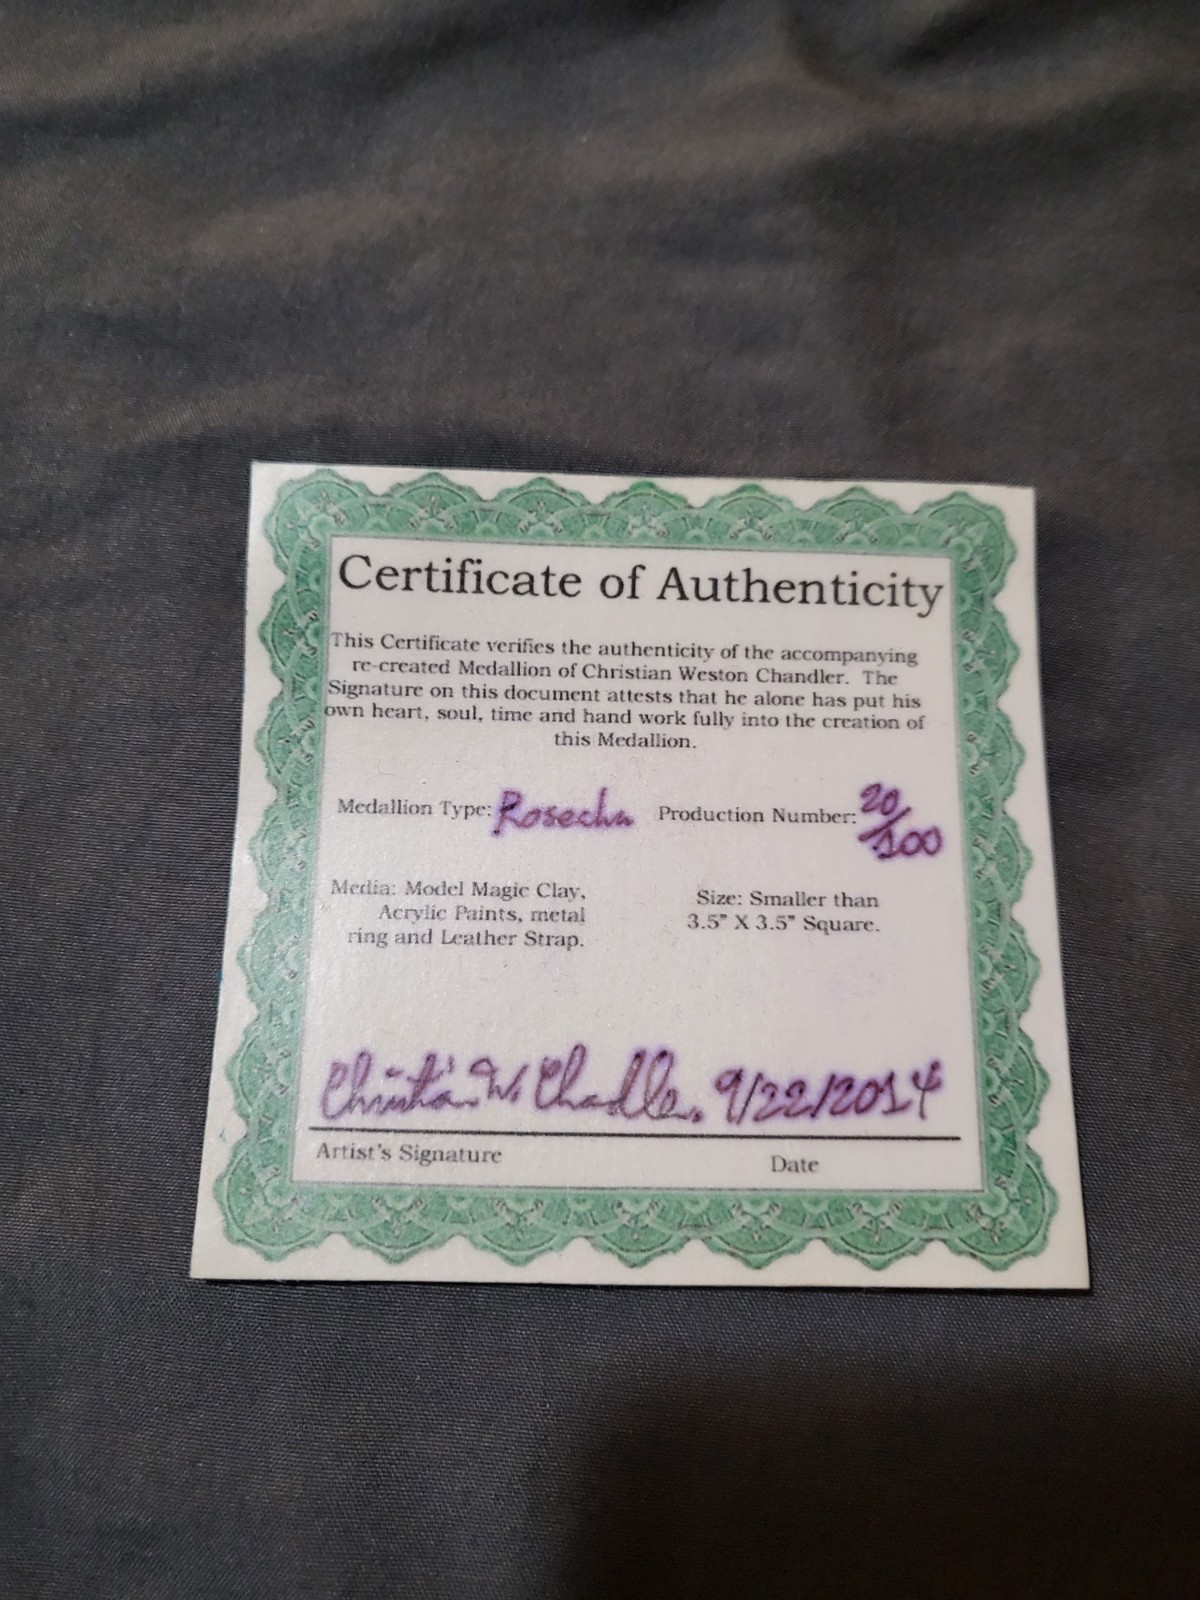 Certificate of Authenticity
This Certificate verifies the authenticity of the accompanying
re-created Medallion of Christian Weston Chandler. The
Signature on this document attests that he alone has put his
own heart, soul, time and hand work fully into the creation of
this Medallion.
Medallion Type: Rosechu Production Number: 20/100
Media: Model Magic Clay,
Acrylic Paints, metal
ring and Leather Strap.
Size: Smaller than
3.5" X 3.5" Square.
Christian W. Chandler. 9/22/2014
Artist's Signature Date